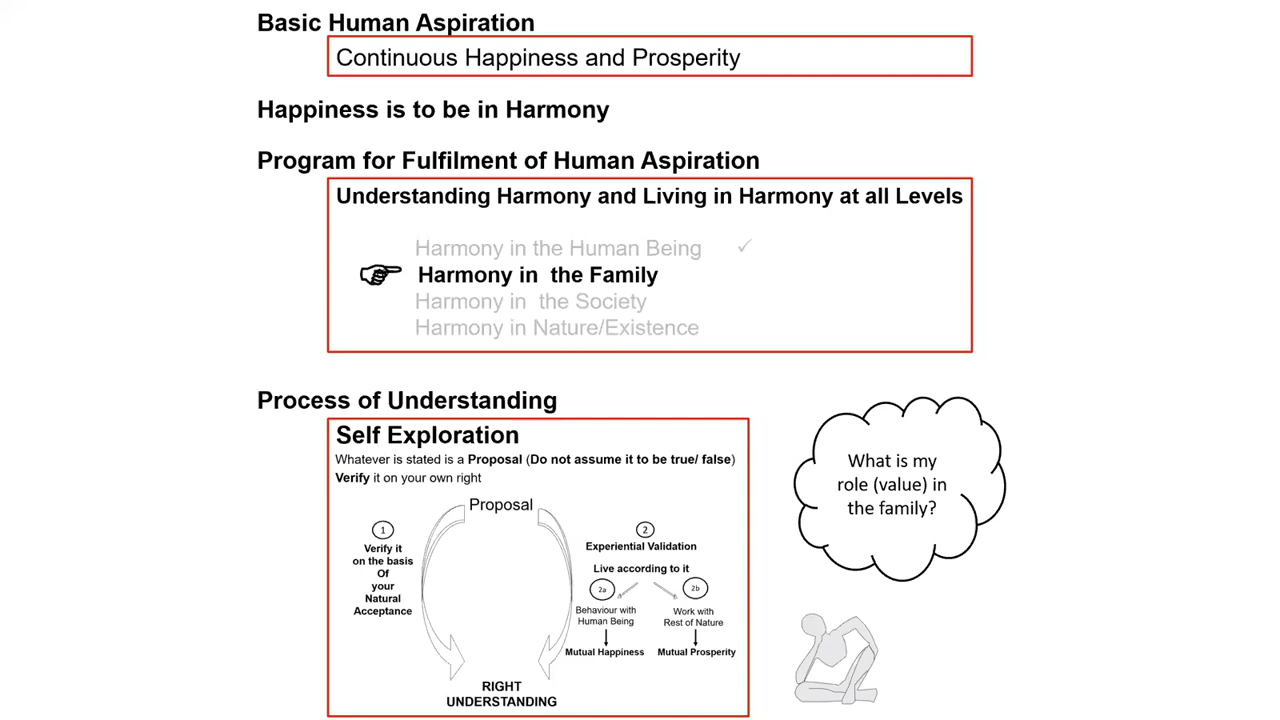 Basic Human Aspiration
Continuous Happiness and Prosperity
Happiness is to be in Harmony
Program for Fulfilment of Human Aspiration
Understanding Harmony and Living in Harmony at all Levels
Harmony in the Human Being ✓
Harmony in the Family
Harmony in the Society
Harmony in Nature/Existence
Process of Understanding
Self Exploration
Whatever is stated is a Proposal (Do not assume it to be true/ false)
Verify it on your own right
Proposal
1
Verify it
on the basis
Of
your
Natural
Acceptance
2
Experiential Validation
Live according to it
2a
Behaviour with
Human Being
Mutual Happiness
2b
Work with
Rest of Nature
Mutual Prosperity
RIGHT
UNDERSTANDING
What is my
role (value) in
the family?